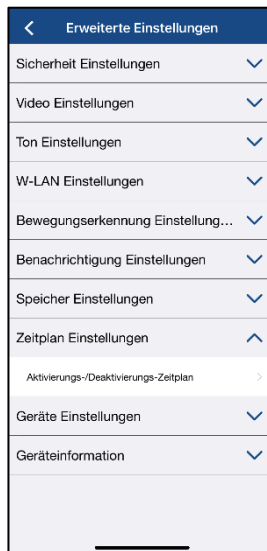 Erweiterte Einstellungen
Sicherheit Einstellungen
Video Einstellungen
Ton Einstellungen
W-LAN Einstellungen
Bewegungserkennung Einstellung...
Benachrichtigung Einstellungen
Speicher Einstellungen
Zeitplan Einstellungen
Aktivierungs-/Deaktivierungs-Zeitplan
Geräte Einstellungen
Geräteinformation